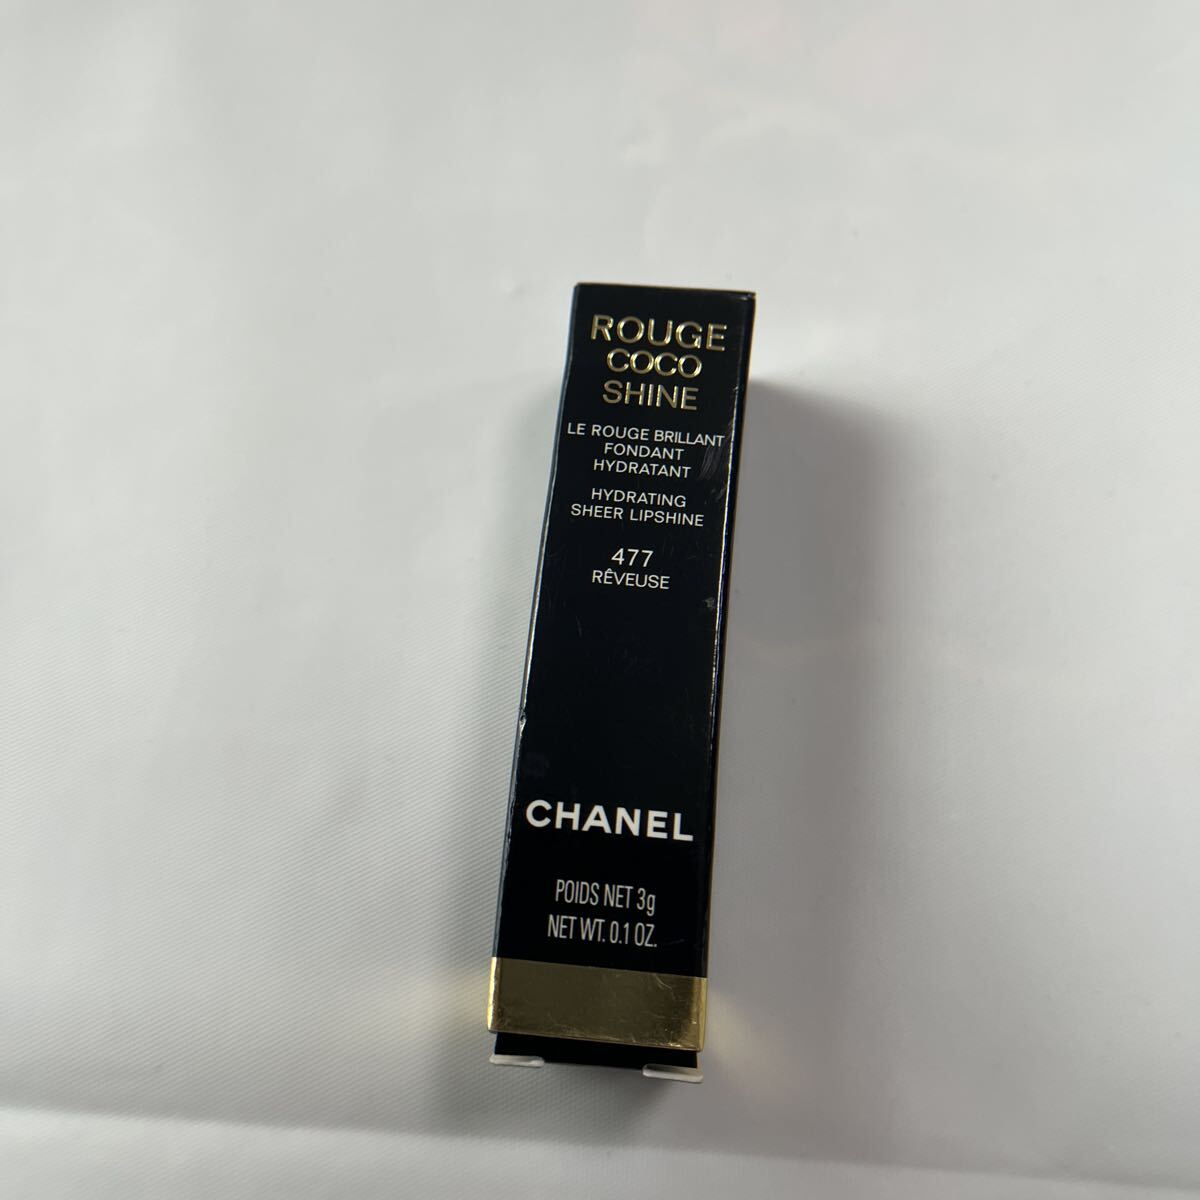 ROUGE
COCO
SHINE
LE ROUGE BRILLANT
FONDANT
HYDRATANT
HYDRATING
SHEER LIPSHINE
477
RÊVEUSE
CHANEL
POIDS NET 3g
NET WT. 0.1 OZ.